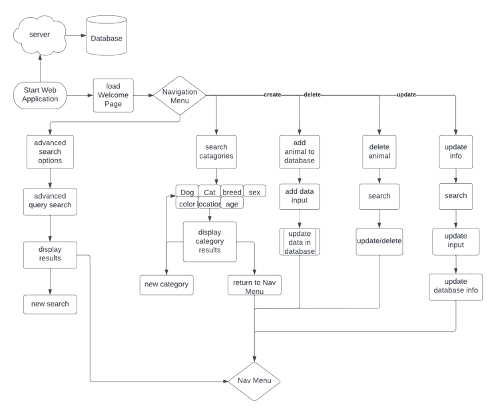 server
Database
Start Web
Application
load
Welcome
Page
Navigation
Menu
create
delete
update
advanced
search
options
search
catagories
add
animal to
database
delete
animal
update
info
advanced
query search
Dog
Cat
breed
sex
color
location
age
add data
input
search
search
display
results
display
category
results
update
data in
database
update/delete
update
input
new search
new category
return to Nav
Menu
update
database info
Nav Menu